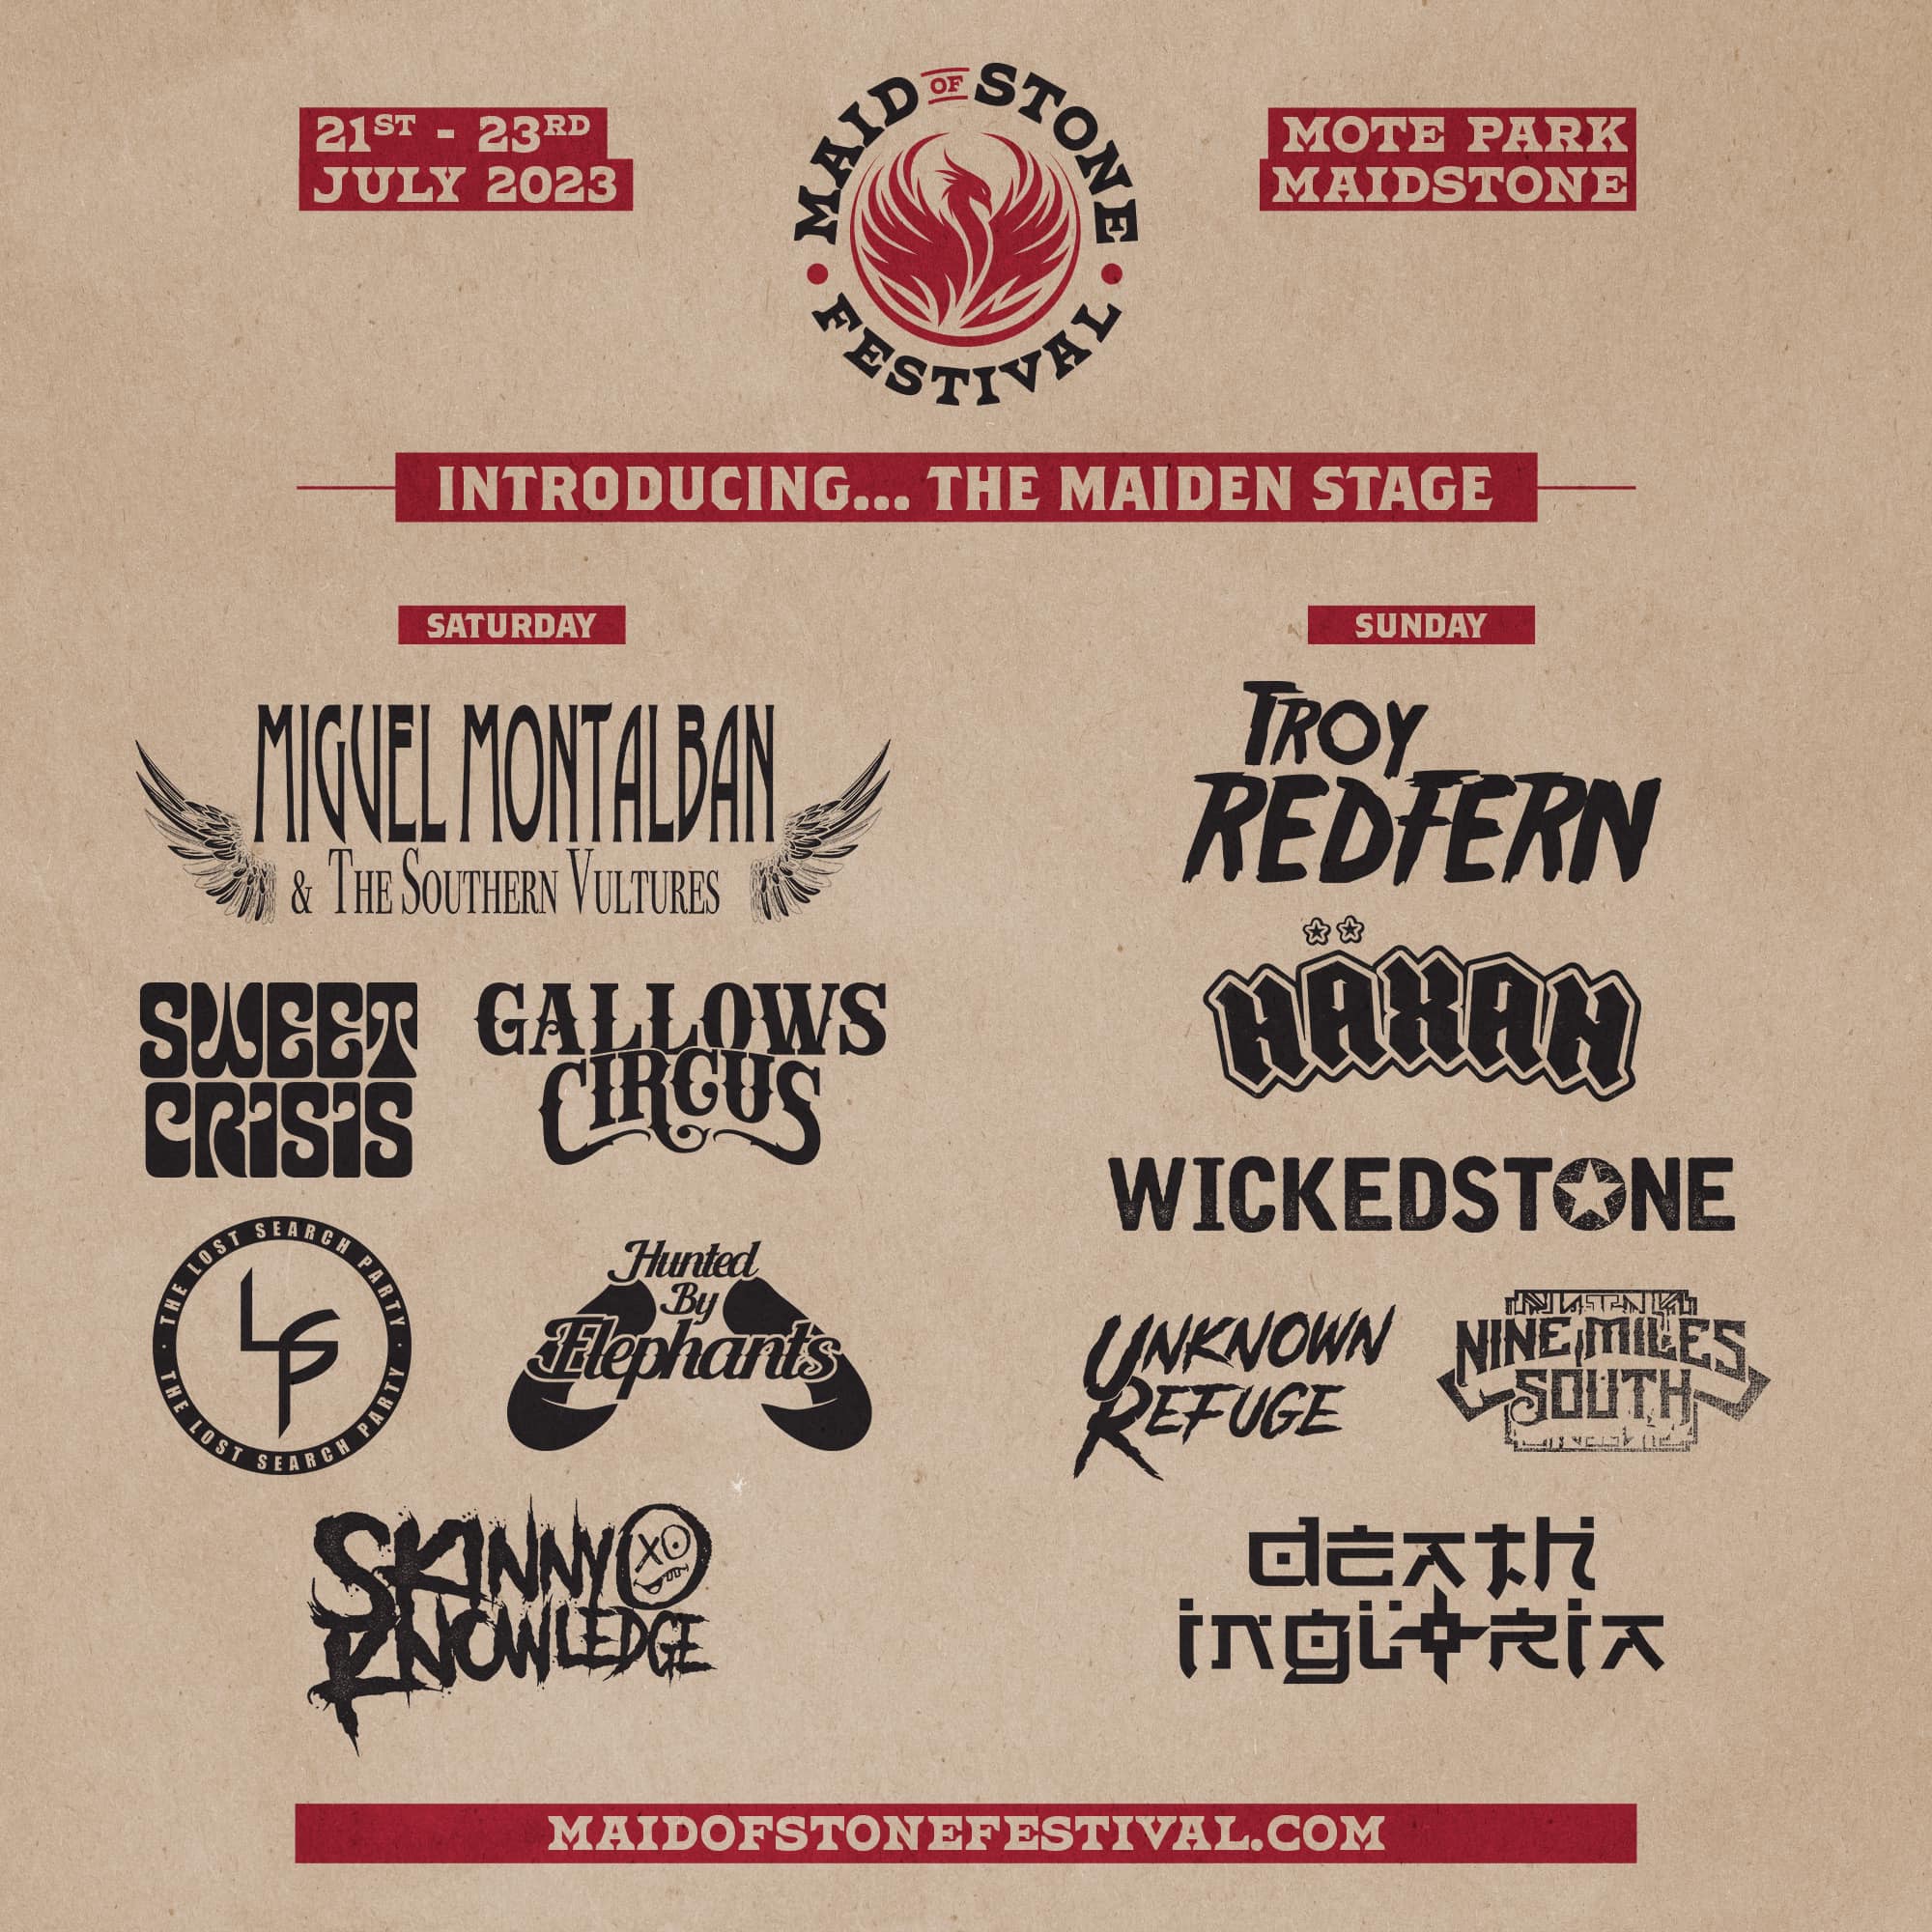 21ST - 23RD
JULY 2023
MAID OF STONE
FESTIVAL
MOTE PARK
MAIDSTONE
INTRODUCING... THE MAIDEN STAGE
SATURDAY
MIGUEL MONTALBAN
& THE SOUTHERN VULTURES
SWEET
CRISIS
GALLOWS
CIRCUS
THE LOST SEARCH PARTY
LSP
THE LOST SEARCH PARTY
Hunted
By
Elephants
SKINNY
KNOWLEDGE
SUNDAY
TROY
REDFERN
HÄXAN
WICKEDSTONE
UNKNOWN
REFUGE
NINE MILES
SOUTH
death
inglöria
MAIDOFSTONEFESTIVAL.COM